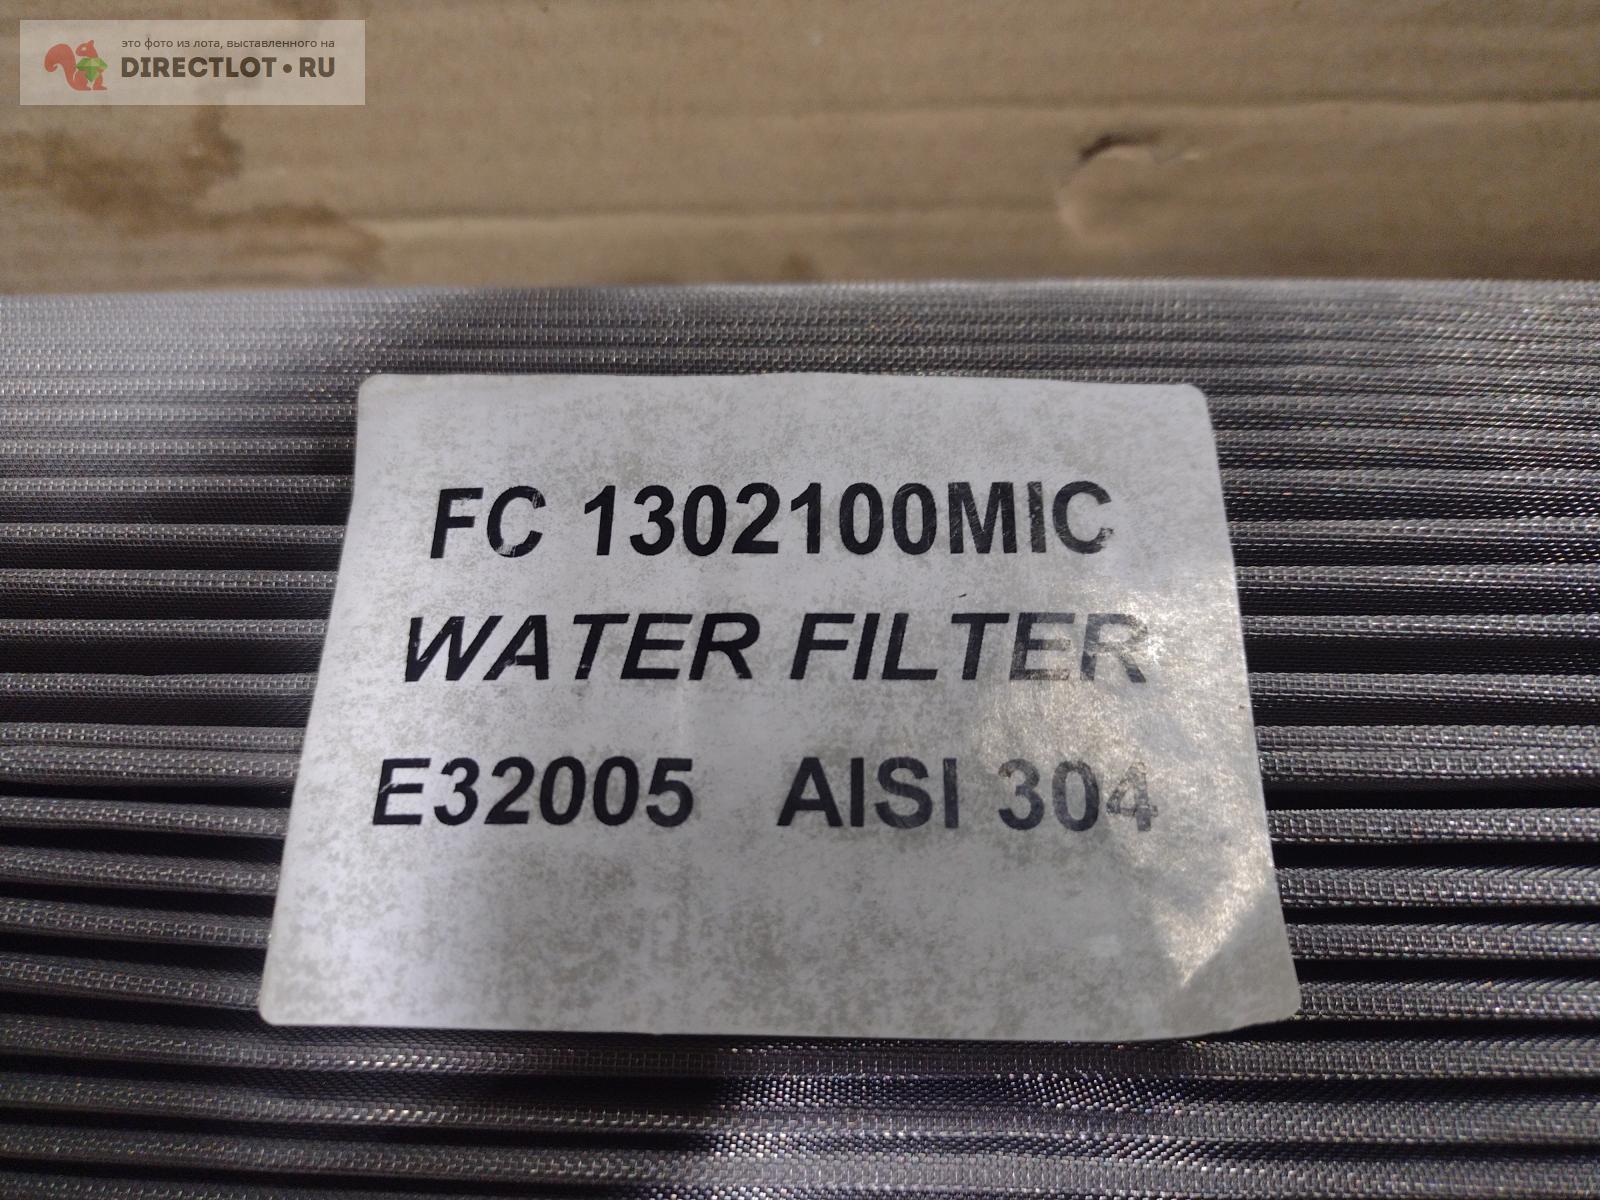 это фото из лота, выставленного на
DIRECTLOT•RU
FC 1302100MIC
WATER FILTER
E32005 AISI 304